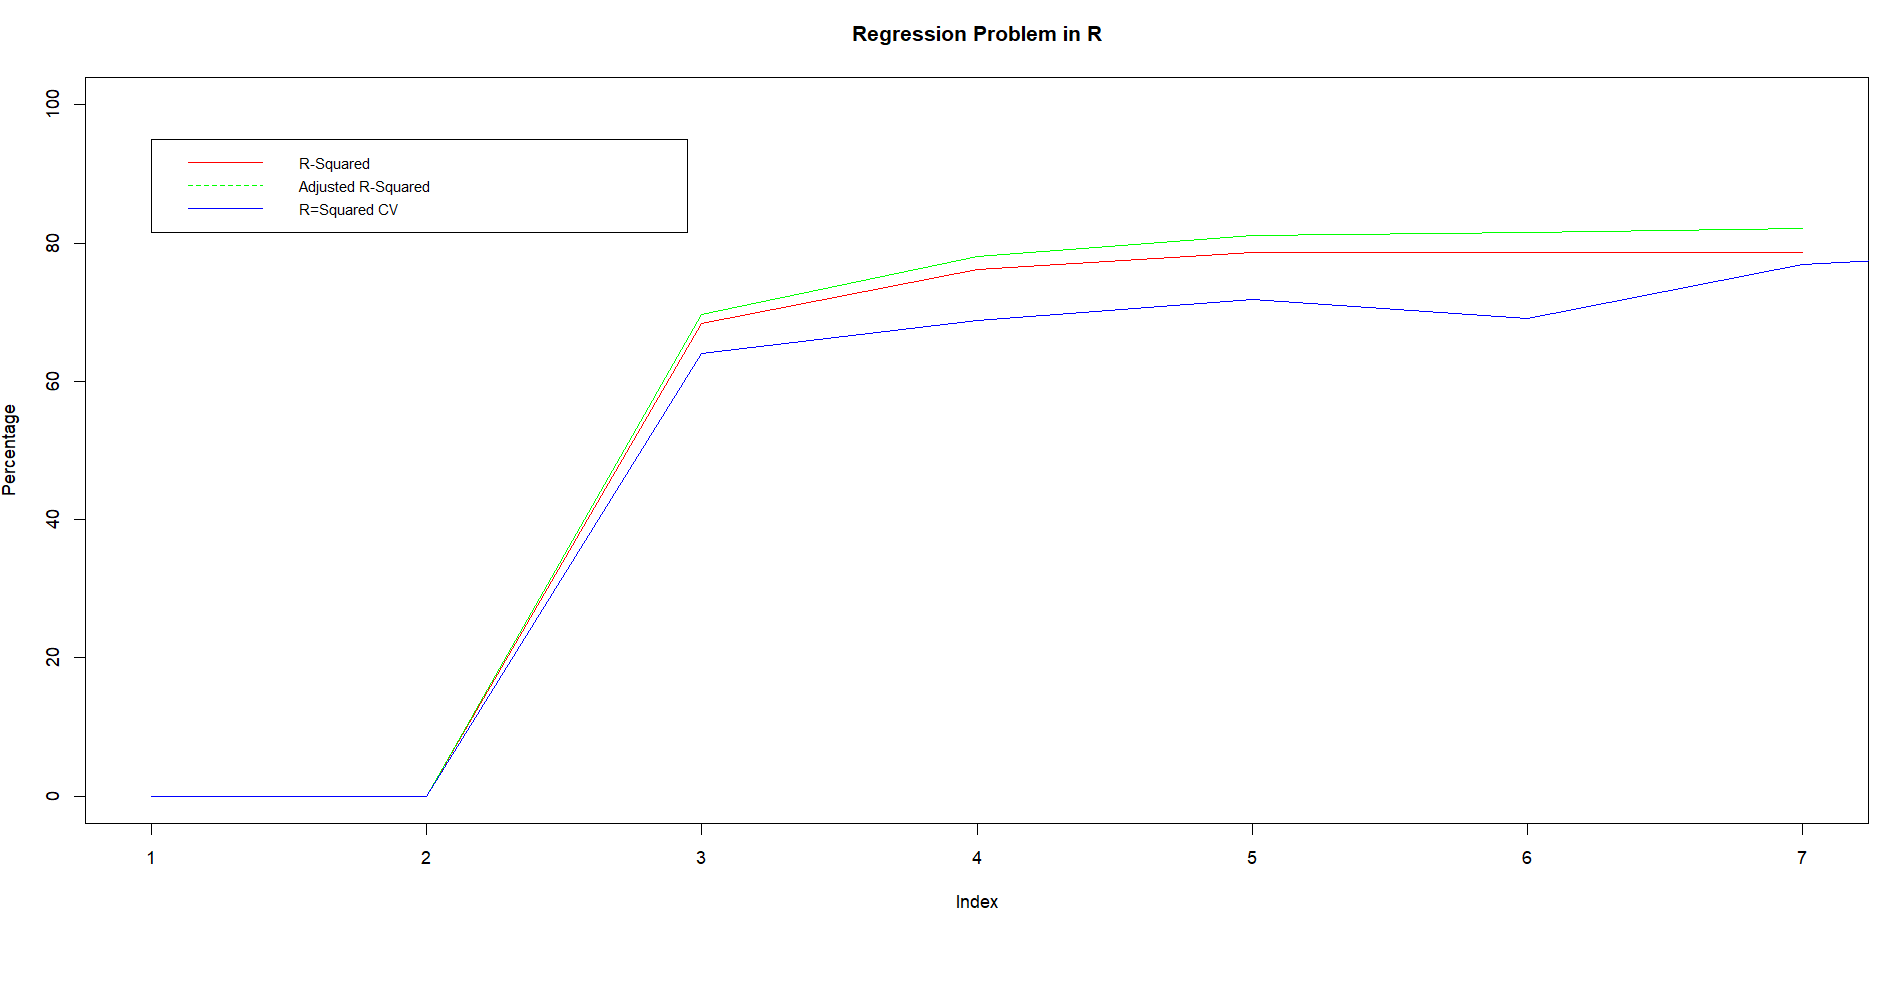 Regression Problem in R
100
80
60
40
20
0
Percentage
R-Squared
Adjusted R-Squared
R=Squared CV
1 2 3 4 5 6 7
Index